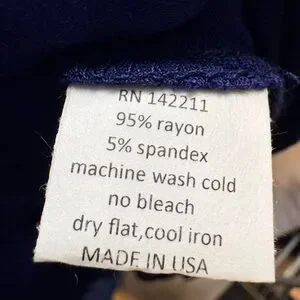 RN 142211
95% rayon
5% spandex
machine wash cold
no bleach
dry flat,cool iron
MADE IN USA